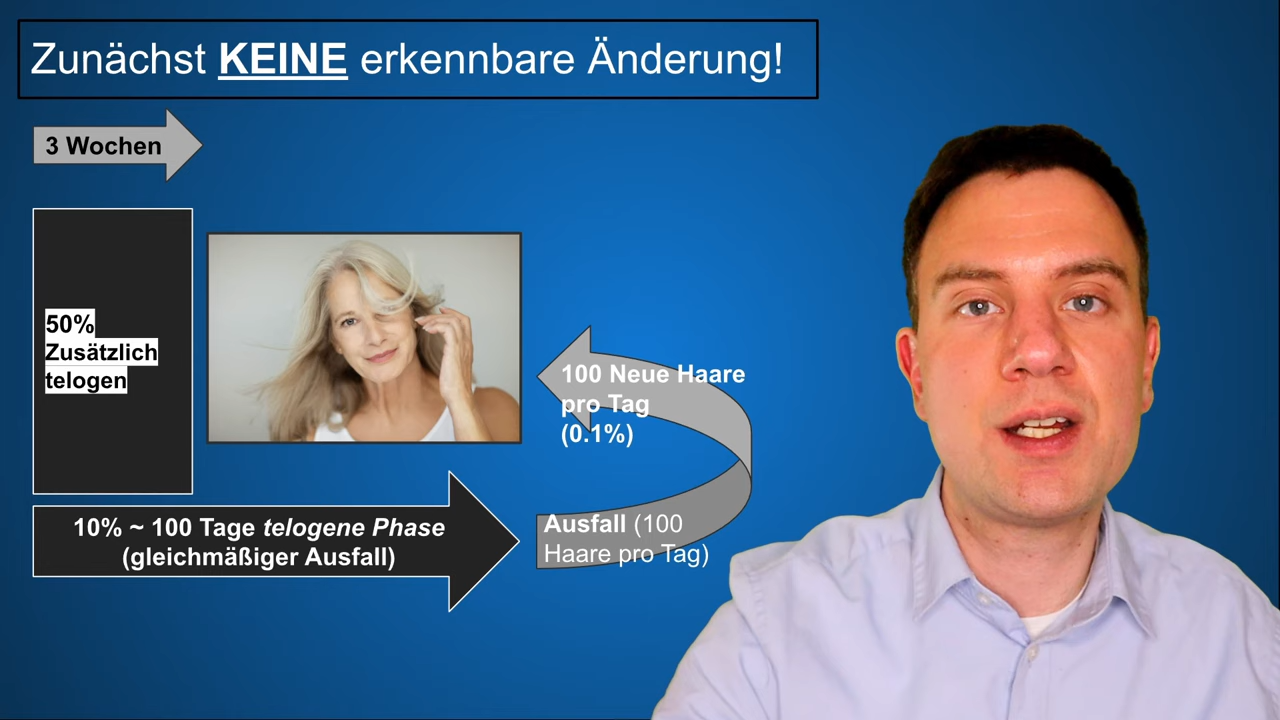 Zunächst KEINE erkennbare Änderung!
3 Wochen
50%
Zusätzlich
telogen
100 Neue Haare
pro Tag
(0.1%)
10% ~ 100 Tage telogene Phase
(gleichmäßiger Ausfall)
Ausfall (100
Haare pro Tag)